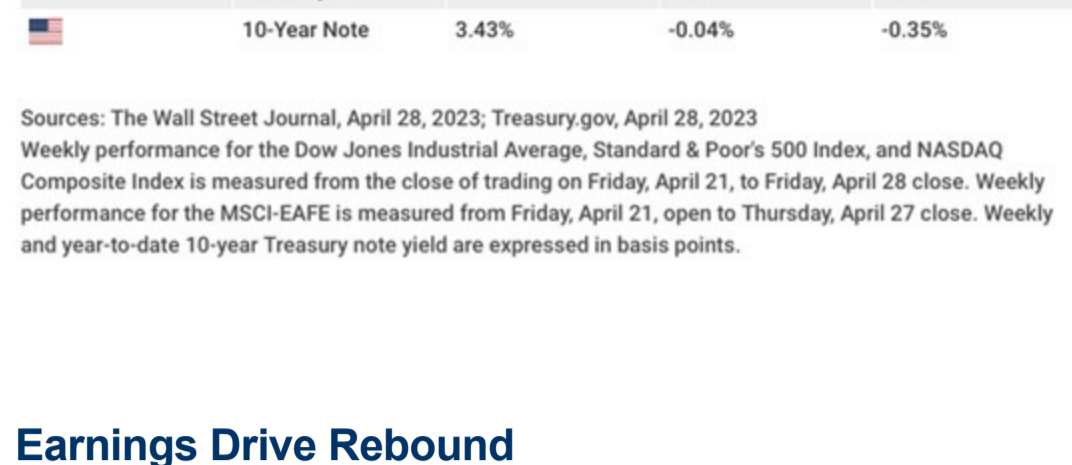 10-Year Note 3.43% -0.04% -0.35%
Sources: The Wall Street Journal, April 28, 2023; Treasury.gov, April 28, 2023
Weekly performance for the Dow Jones Industrial Average, Standard & Poor's 500 Index, and NASDAQ
Composite Index is measured from the close of trading on Friday, April 21, to Friday, April 28 close. Weekly
performance for the MSCI-EAFE is measured from Friday, April 21, open to Thursday, April 27 close. Weekly
and year-to-date 10-year Treasury note yield are expressed in basis points.
Earnings Drive Rebound